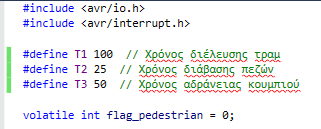 #include <avr/io.h>
#include <avr/interrupt.h>
#define T1 100 // Χρόνος διέλευσης τραμ
#define T2 25 // Χρόνος διάβασης πεζών
#define T3 50 // Χρόνος αδράνειας κουμπιού
volatile int flag_pedestrian = 0;